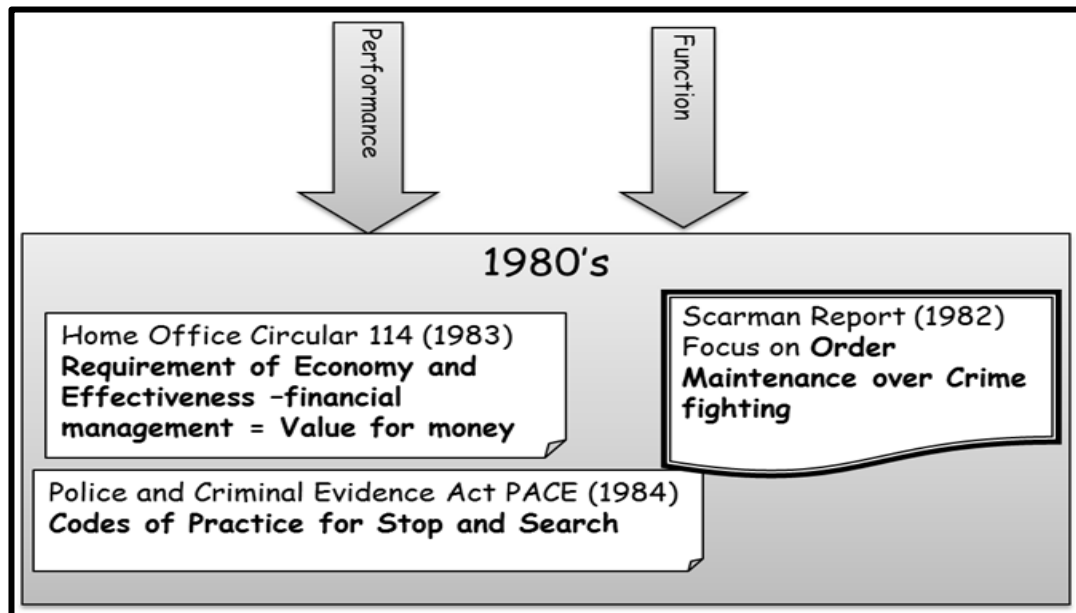 Performance
Function
1980's
Home Office Circular 114 (1983)
Requirement of Economy and
Effectiveness –financial
management = Value for money
Scarman Report (1982)
Focus on Order
Maintenance over Crime
fighting
Police and Criminal Evidence Act PACE (1984)
Codes of Practice for Stop and Search